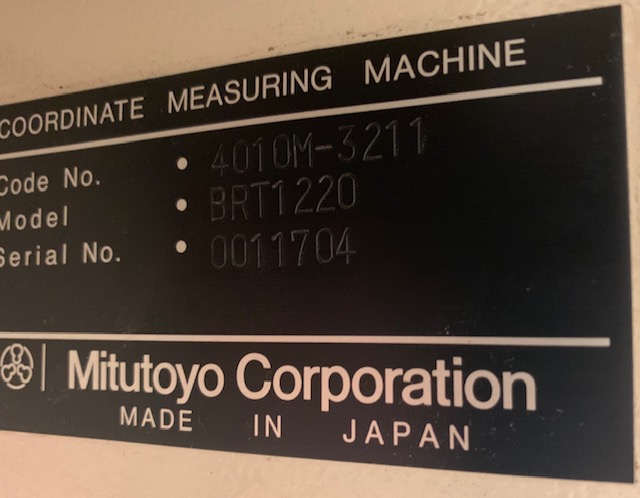 COORDINATE MEASURING MACHINE
Code No. • 4010M-3211
Model • BRT1220
Serial No. • 0011704
Mitutoyo Corporation
MADE IN JAPAN